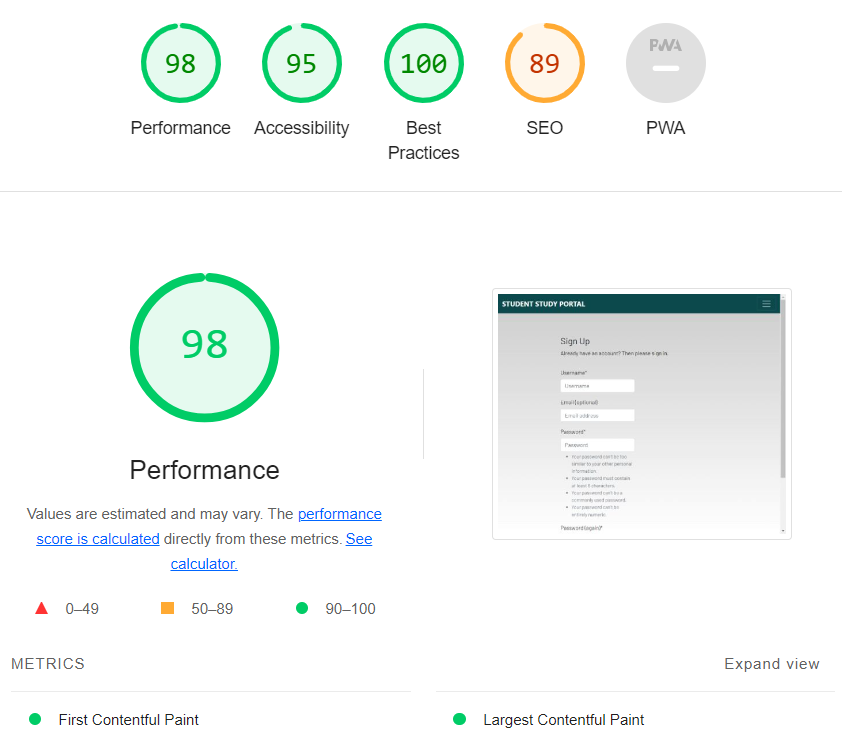 98
95
100
89
PWA
Performance
Accessibility
Best
Practices
SEO
PWA
98
Performance
Values are estimated and may vary. The performance
score is calculated directly from these metrics. See
calculator.
0–49
50–89
90–100
STUDENT STUDY PORTAL
Sign Up
Already have an account? Then please sign in.
Username*
Username
Email (optional)
Email address
Password*
Password
Your password can't be too
similar to your other personal
information.
Your password must contain
at least 8 characters.
Your password can't be a
commonly used password.
Your password can't be
entirely numeric.
Password (again)*
METRICS
Expand view
First Contentful Paint
Largest Contentful Paint